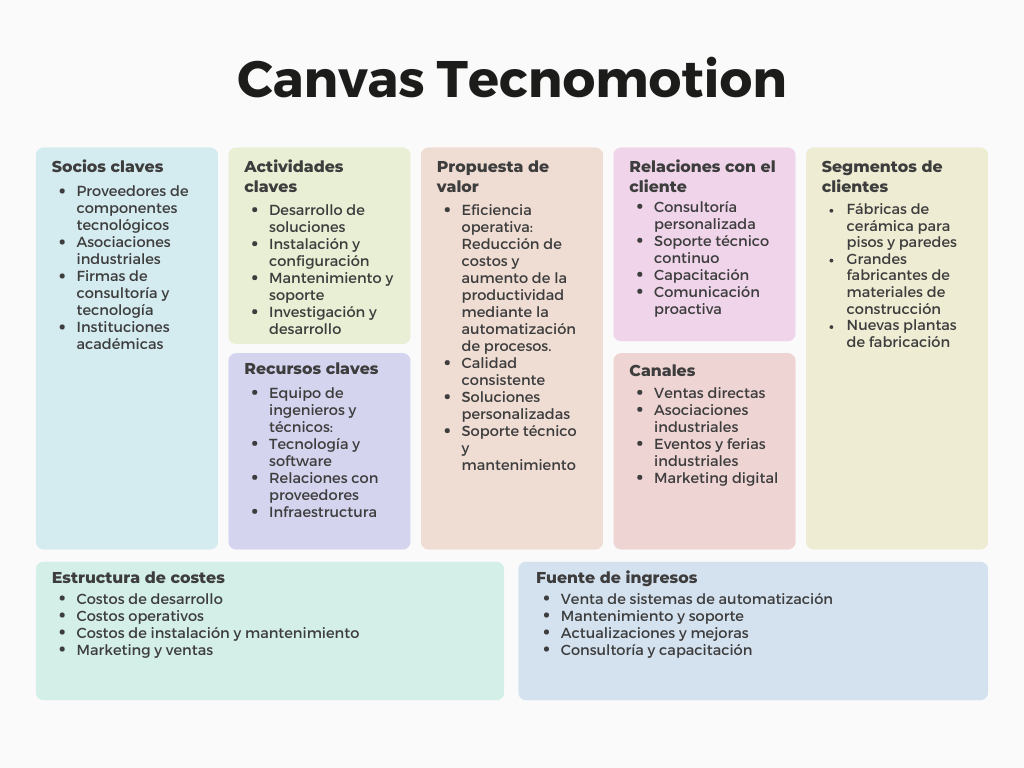 Canvas Tecnomotion
Socios claves
• Proveedores de
componentes
tecnológicos
• Asociaciones
industriales
• Firmas de
consultoría y
tecnología
• Instituciones
académicas
Actividades
claves
• Desarrollo de
soluciones
• Instalación y
configuración
• Mantenimiento y
soporte
• Investigación y
desarrollo
Recursos claves
• Equipo de
ingenieros y
técnicos:
• Tecnología y
software
• Relaciones con
proveedores
• Infraestructura
Propuesta de
valor
• Eficiencia
operativa:
Reducción de
costos y
aumento de la
productividad
mediante la
automatización
de procesos.
• Calidad
consistente
• Soluciones
personalizadas
• Soporte técnico
y
mantenimiento
Relaciones con el
cliente
• Consultoría
personalizada
• Soporte técnico
continuo
• Capacitación
• Comunicación
proactiva
Canales
• Ventas directas
• Asociaciones
industriales
• Eventos y ferias
industriales
• Marketing digital
Segmentos de
clientes
• Fábricas de
cerámica para
pisos y paredes
• Grandes
fabricantes de
materiales de
construcción
• Nuevas plantas
de fabricación
Estructura de costes
• Costos de desarrollo
• Costos operativos
• Costos de instalación y mantenimiento
• Marketing y ventas
Fuente de ingresos
• Venta de sistemas de automatización
• Mantenimiento y soporte
• Actualizaciones y mejoras
• Consultoría y capacitación